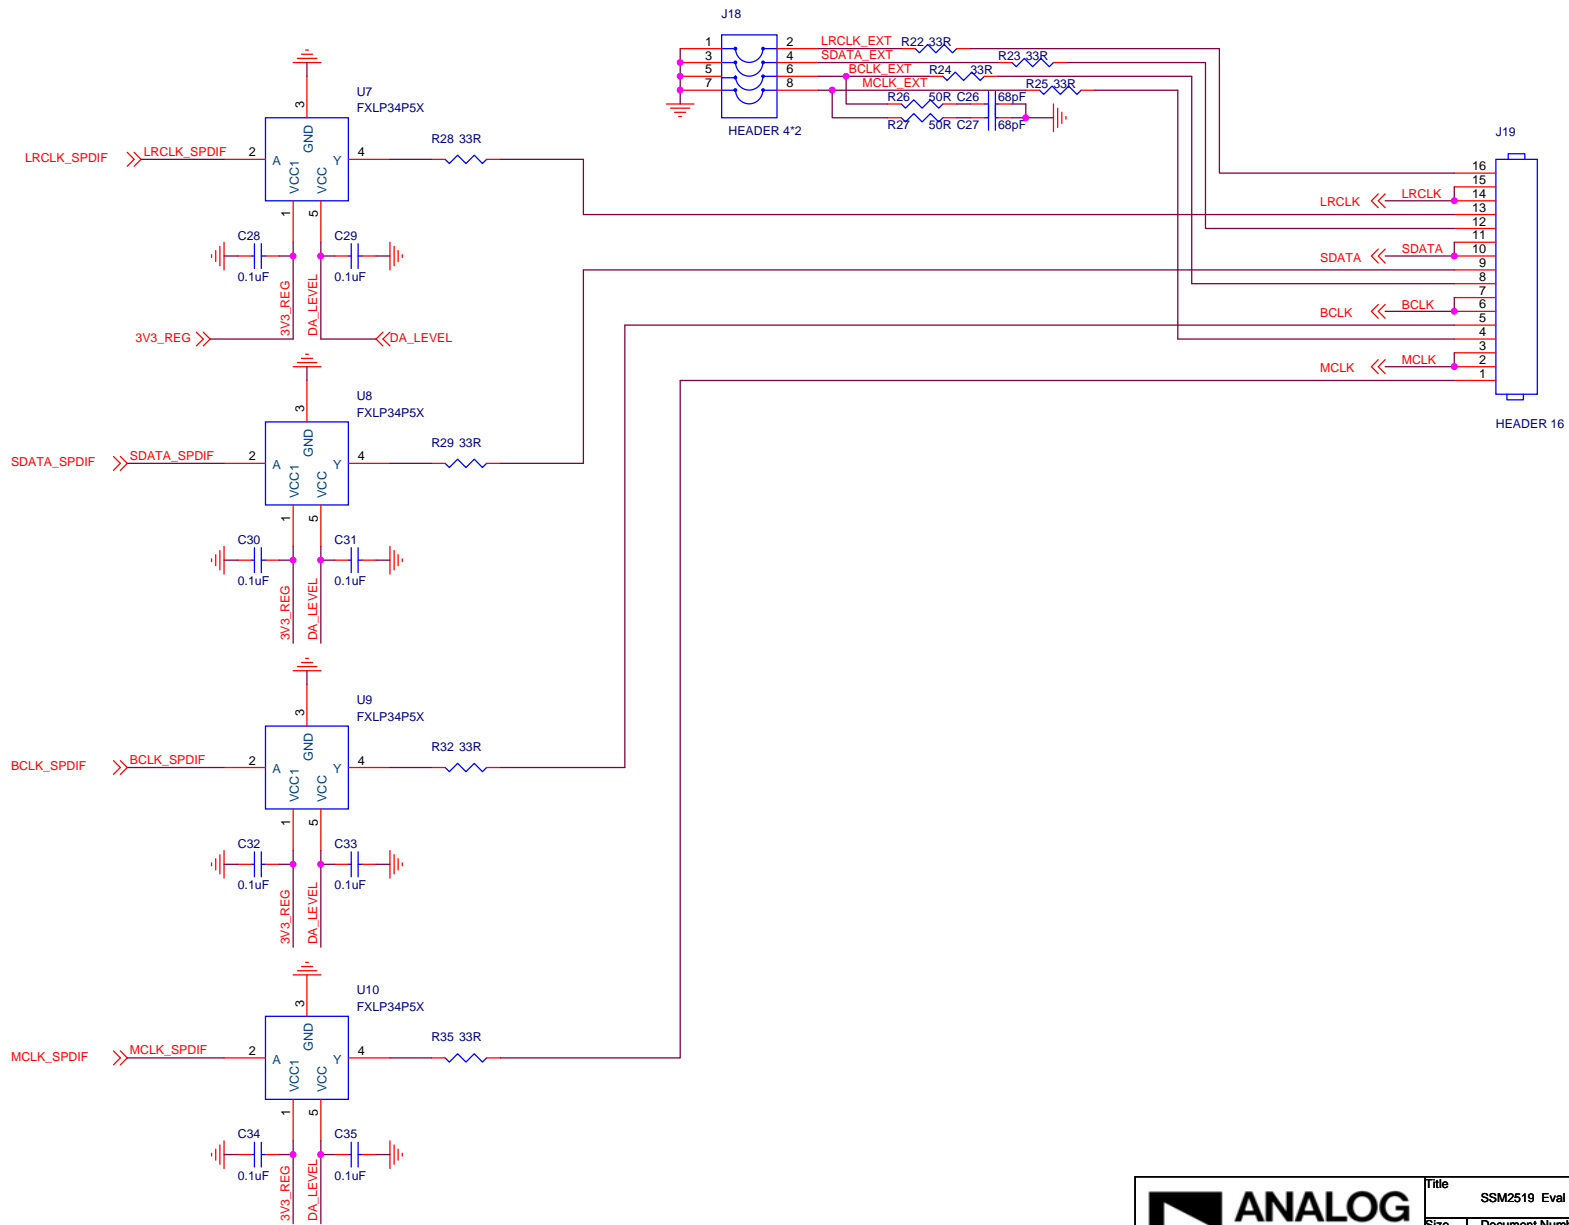 J18
1 2 LRCLK_EXT R22 33R
3 4 SDATA_EXT R23 33R
5 6 BCLK_EXT R24 33R
7 8 MCLK_EXT R25 33R
R26 50R C26 68pF
R27 50R C27 68pF
HEADER 4*2
U7
FXLP34P5X
3
GND
LRCLK_SPDIF LRCLK_SPDIF 2 A Y 4 R28 33R
VCC1 VCC
1 5
C28 C29
0.1uF 0.1uF
3V3_REG DA_LEVEL
3V3_REG DA_LEVEL
J19
16
15
LRCLK LRCLK 14
13
12
11
SDATA SDATA 10
9
8
7
BCLK BCLK 6
5
4
3
MCLK MCLK 2
1
HEADER 16
U8
FXLP34P5X
3
GND
SDATA_SPDIF SDATA_SPDIF 2 A Y 4 R29 33R
VCC1 VCC
1 5
C30 C31
0.1uF 0.1uF
3V3_REG DA_LEVEL
U9
FXLP34P5X
3
GND
BCLK_SPDIF BCLK_SPDIF 2 A Y 4 R32 33R
VCC1 VCC
1 5
C32 C33
0.1uF 0.1uF
3V3_REG DA_LEVEL
U10
FXLP34P5X
3
GND
MCLK_SPDIF MCLK_SPDIF 2 A Y 4 R35 33R
VCC1 VCC
1 5
C34 C35
0.1uF 0.1uF
3V3_REG DA_LEVEL
ANALOG
Title
SSM2519 Eval
Size Document Numb